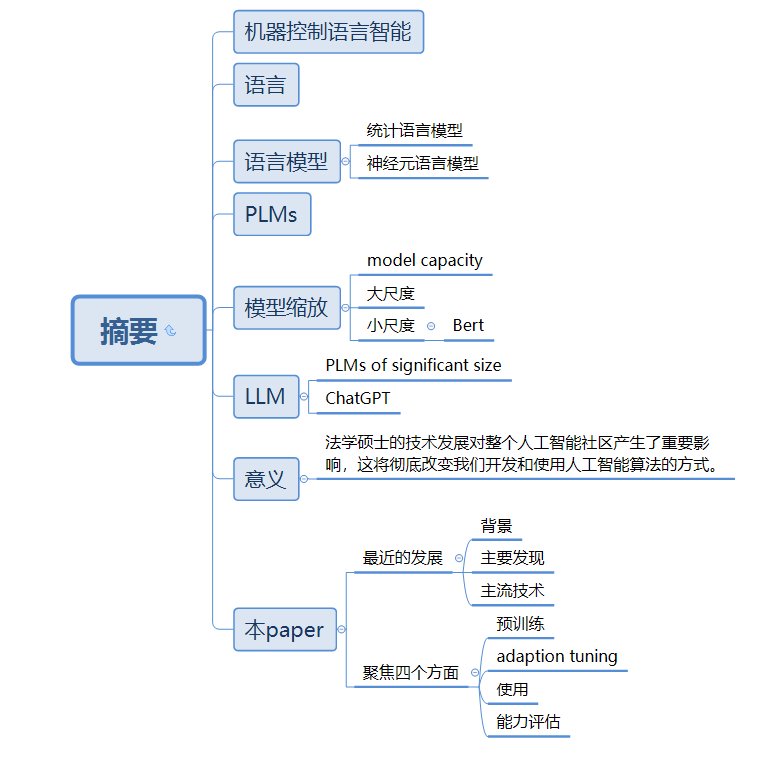 摘要
机器控制语言智能
语言
语言模型
统计语言模型
神经元语言模型
PLMs
模型缩放
model capacity
大尺度
小尺度
Bert
LLM
PLMs of significant size
ChatGPT
意义
法学硕士的技术发展对整个人工智能社区产生了重要影
响，这将彻底改变我们开发和使用人工智能算法的方式。
本paper
最近的发展
背景
主要发现
主流技术
聚焦四个方面
预训练
adaption tuning
使用
能力评估